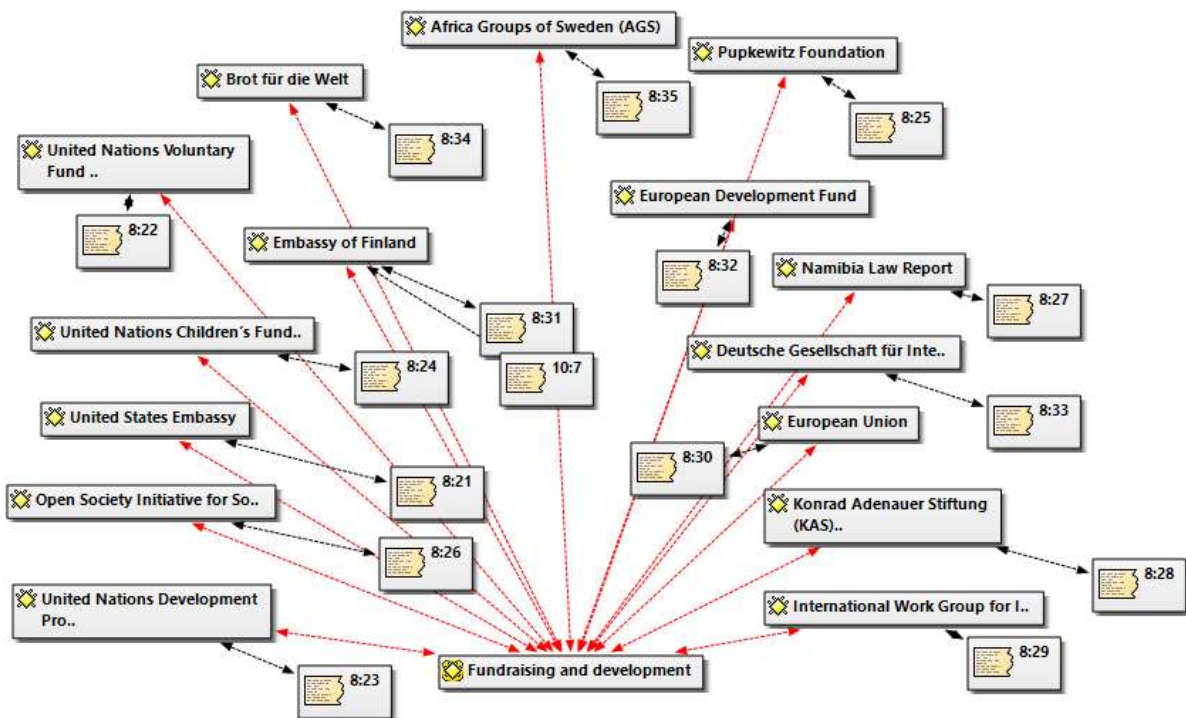 Africa Groups of Sweden (AGS)
Pupkewitz Foundation
Brot für die Welt
8:35
8:25
8:34
United Nations Voluntary
Fund ..
European Development Fund
8:22
Embassy of Finland
8:32
Namibia Law Report
8:27
8:31
United Nations Children´s Fund..
Deutsche Gesellschaft für Inte..
8:24
10:7
United States Embassy
European Union
8:33
8:30
8:21
Open Society Initiative for So..
Konrad Adenauer Stiftung
(KAS)..
8:26
8:28
United Nations Development
Pro..
International Work Group for I..
8:29
Fundraising and development
8:23